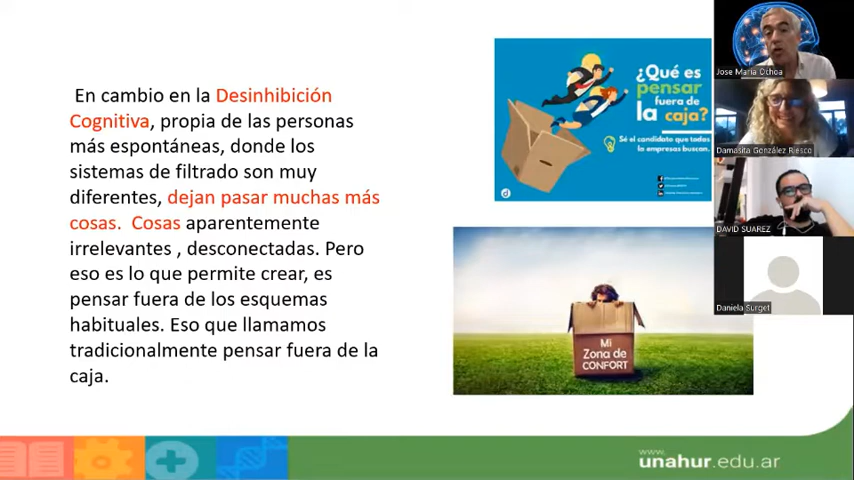 En cambio en la Desinhibición
Cognitiva, propia de las personas
más espontáneas, donde los
sistemas de filtrado son muy
diferentes, dejan pasar muchas más
cosas.  Cosas aparentemente
irrelevantes , desconectadas. Pero
eso es lo que permite crear, es
pensar fuera de los esquemas
habituales. Eso que llamamos
tradicionalmente pensar fuera de la
caja.
¿Qué es
pensar
fuera de
la caja?
Sé el candidato que todas
la empresas buscan.
Mi
Zona de
CONFORT
Jose Maria Ochoa
Damasita González Riesco
DAVID SUAREZ
Daniela Surget
www.
unahur.edu.ar